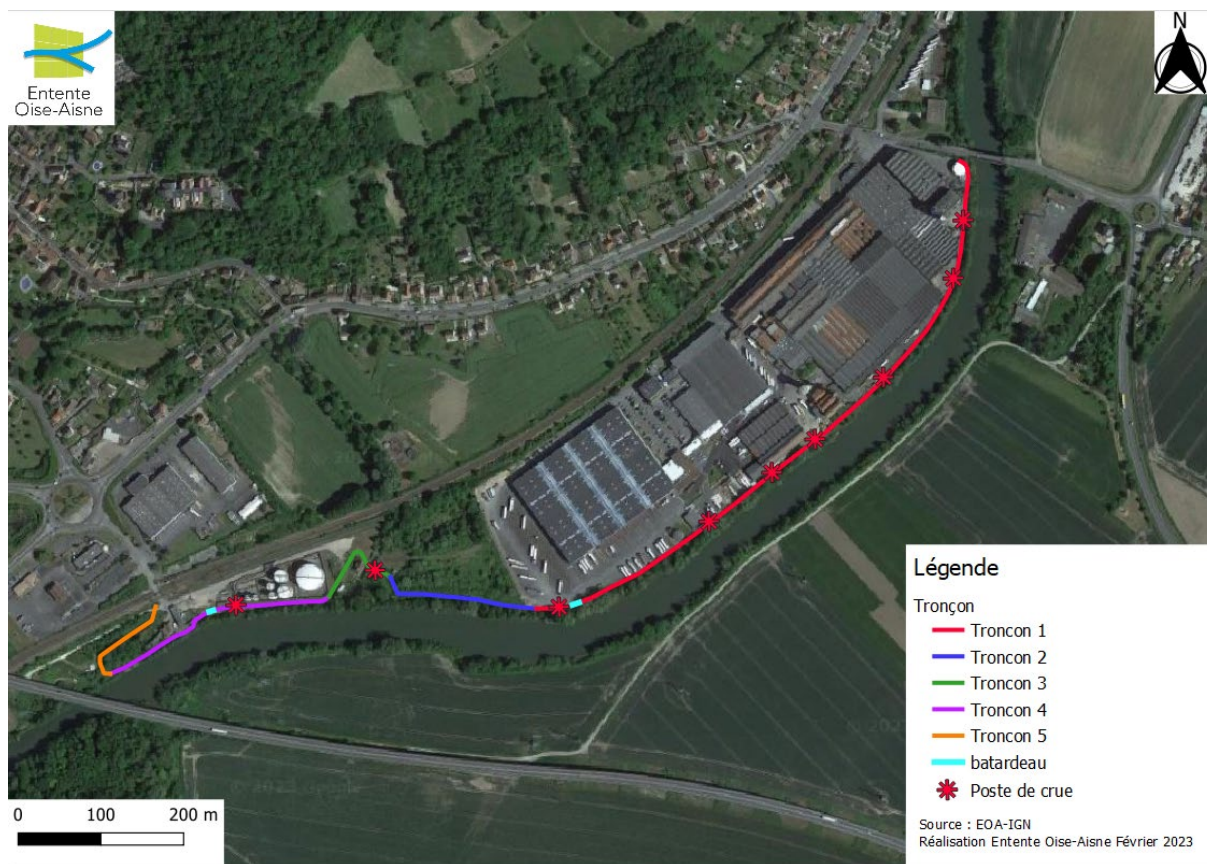 Entente
Oise-Aisne
N
Légende
Tronçon
Troncon 1
Troncon 2
Troncon 3
Troncon 4
Troncon 5
batardeau
Poste de crue
Source : EOA-IGN
Réalisation Entente Oise-Aisne Février 2023
0 100 200 m